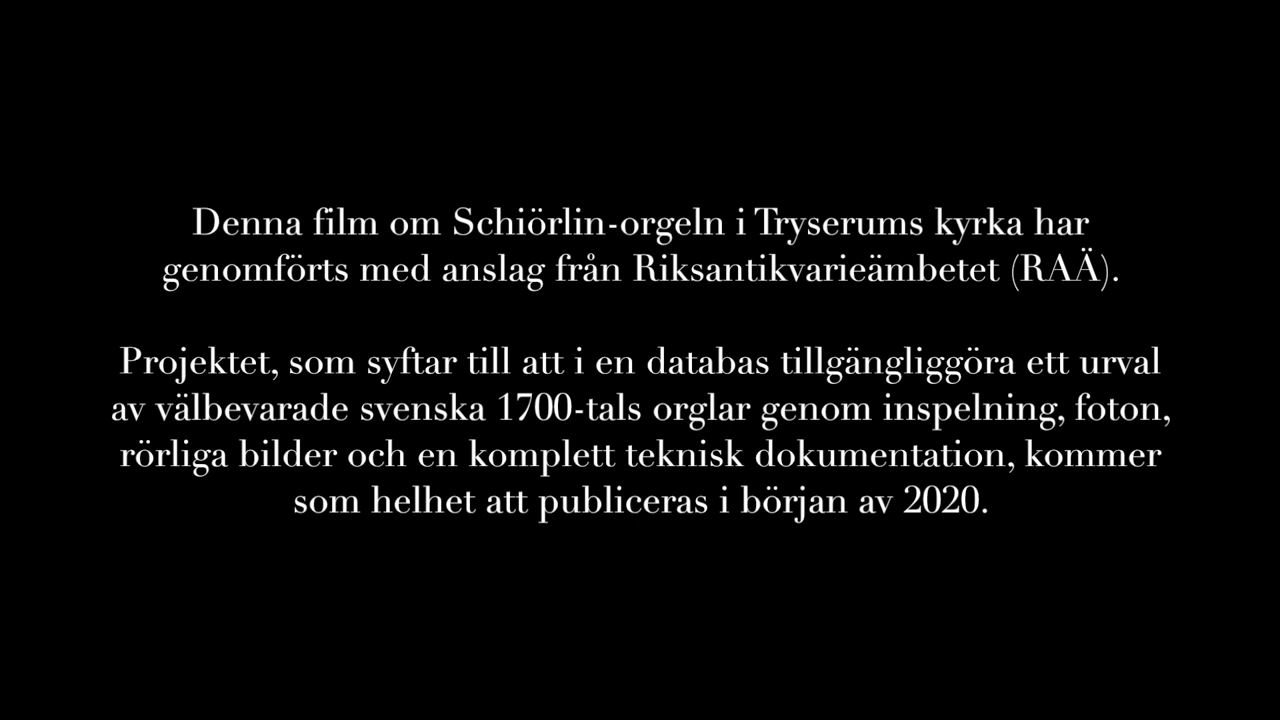 Denna film om Schiörlin-orgeln i Tryserums kyrka har
genomförts med anslag från Riksantikvarieämbetet (RAÄ).
Projektet, som syftar till att i en databas tillgängliggöra ett urval
av välbevarade svenska 1700-tals orglar genom inspelning, foton,
rörliga bilder och en komplett teknisk dokumentation, kommer
som helhet att publiceras i början av 2020.